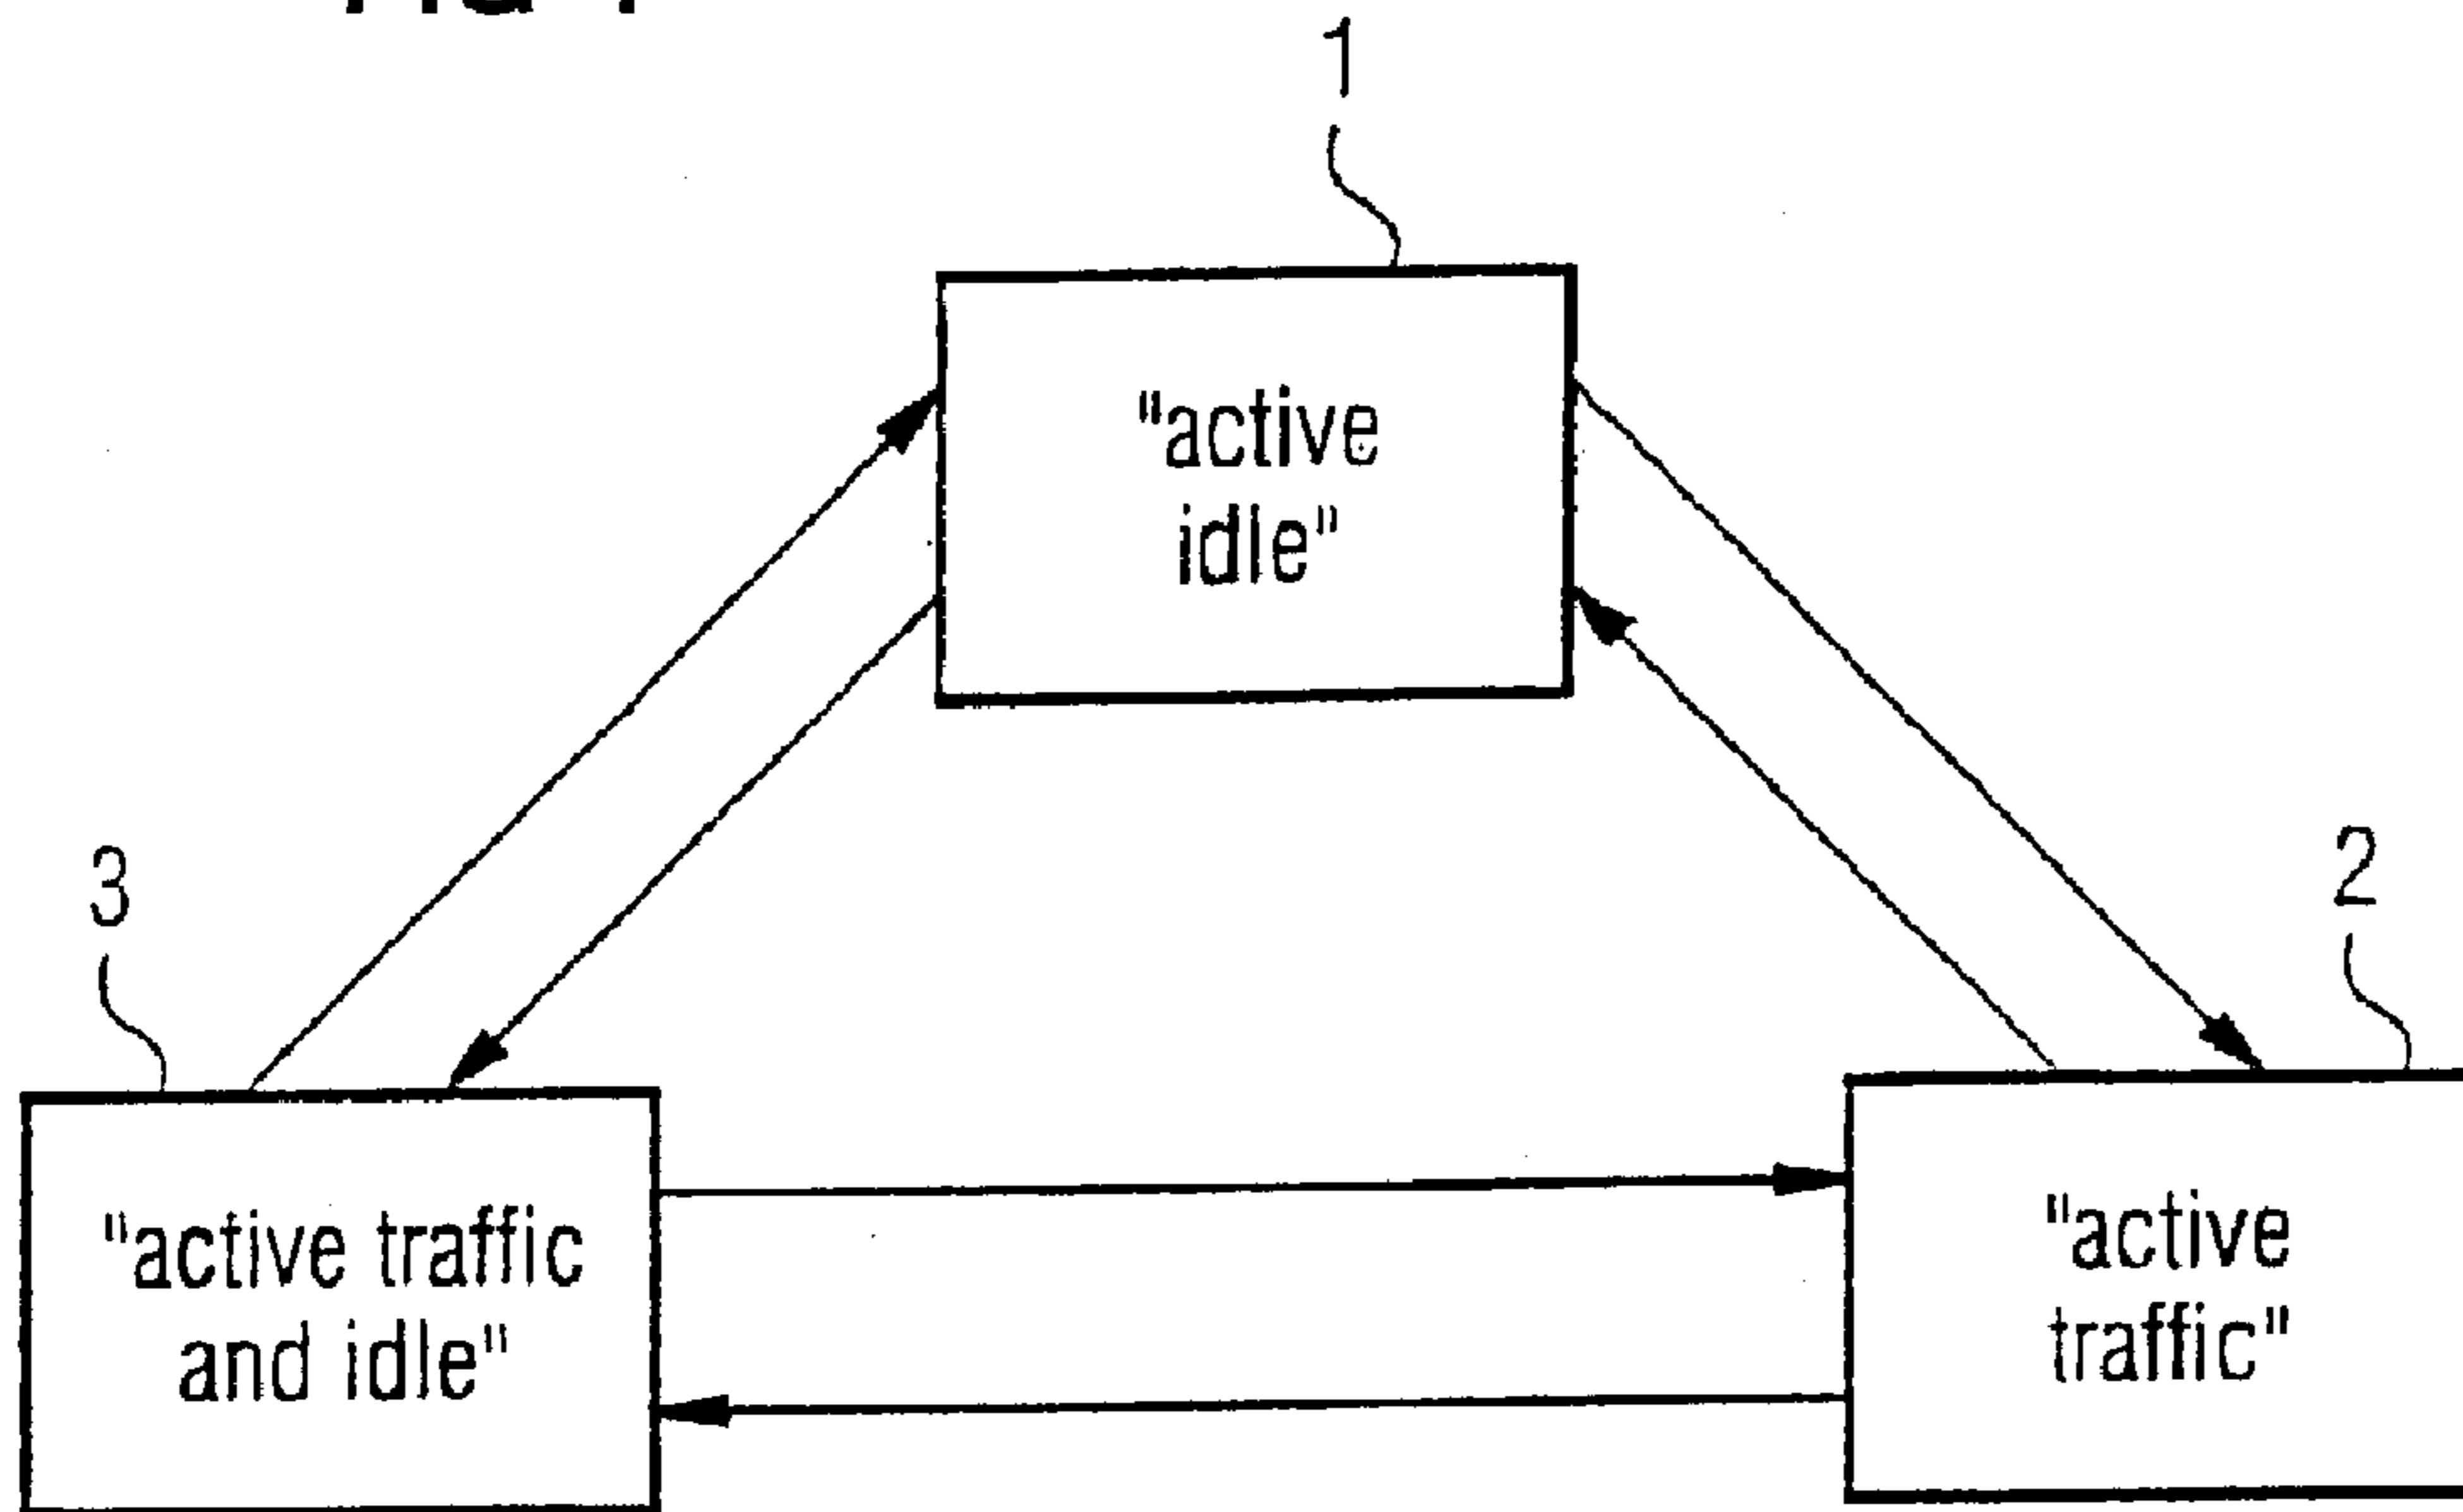 1
"active
idle"
3
2
"active traffic
and idle"
"active
traffic"